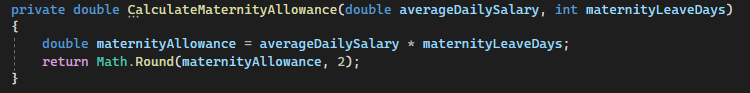 private double CalculateMaternityAllowance(double averageDailySalary, int maternityLeaveDays)
{
    double maternityAllowance = averageDailySalary * maternityLeaveDays;
    return Math.Round(maternityAllowance, 2);
}